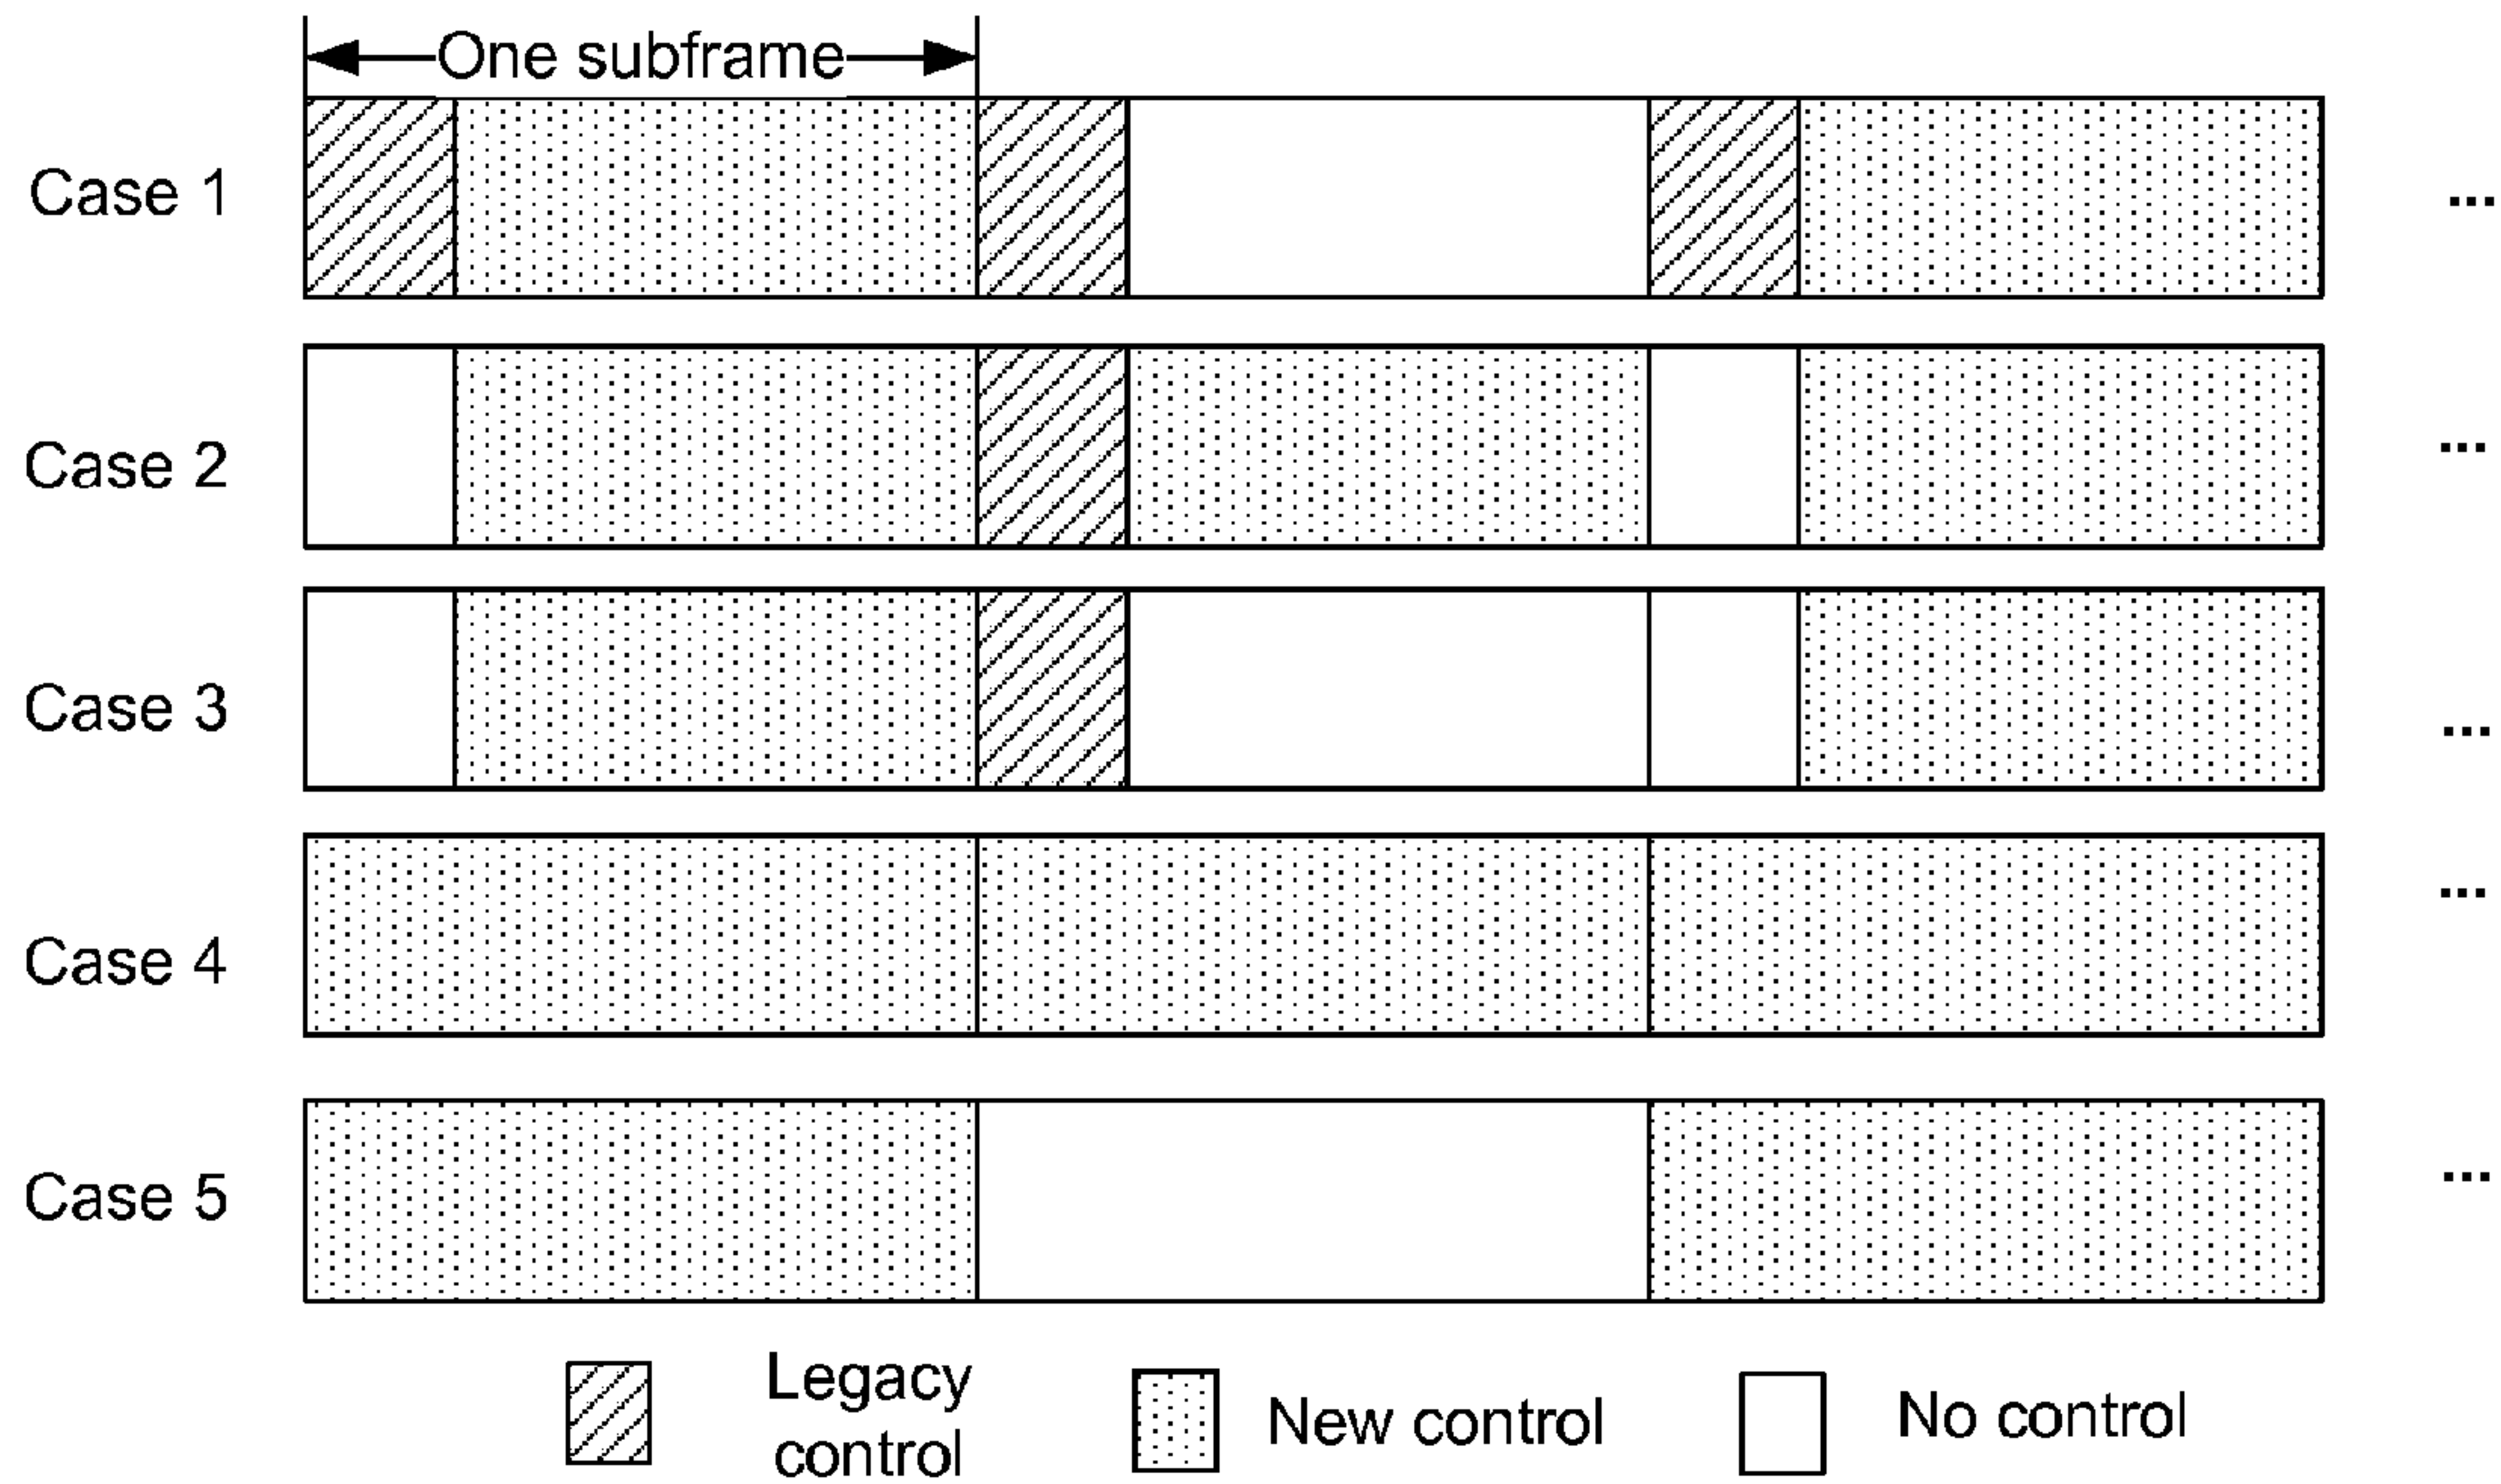 One subframe
Case 1
...
Case 2
...
Case 3
...
Case 4
...
Case 5
...
Legacy
control
New control
No control